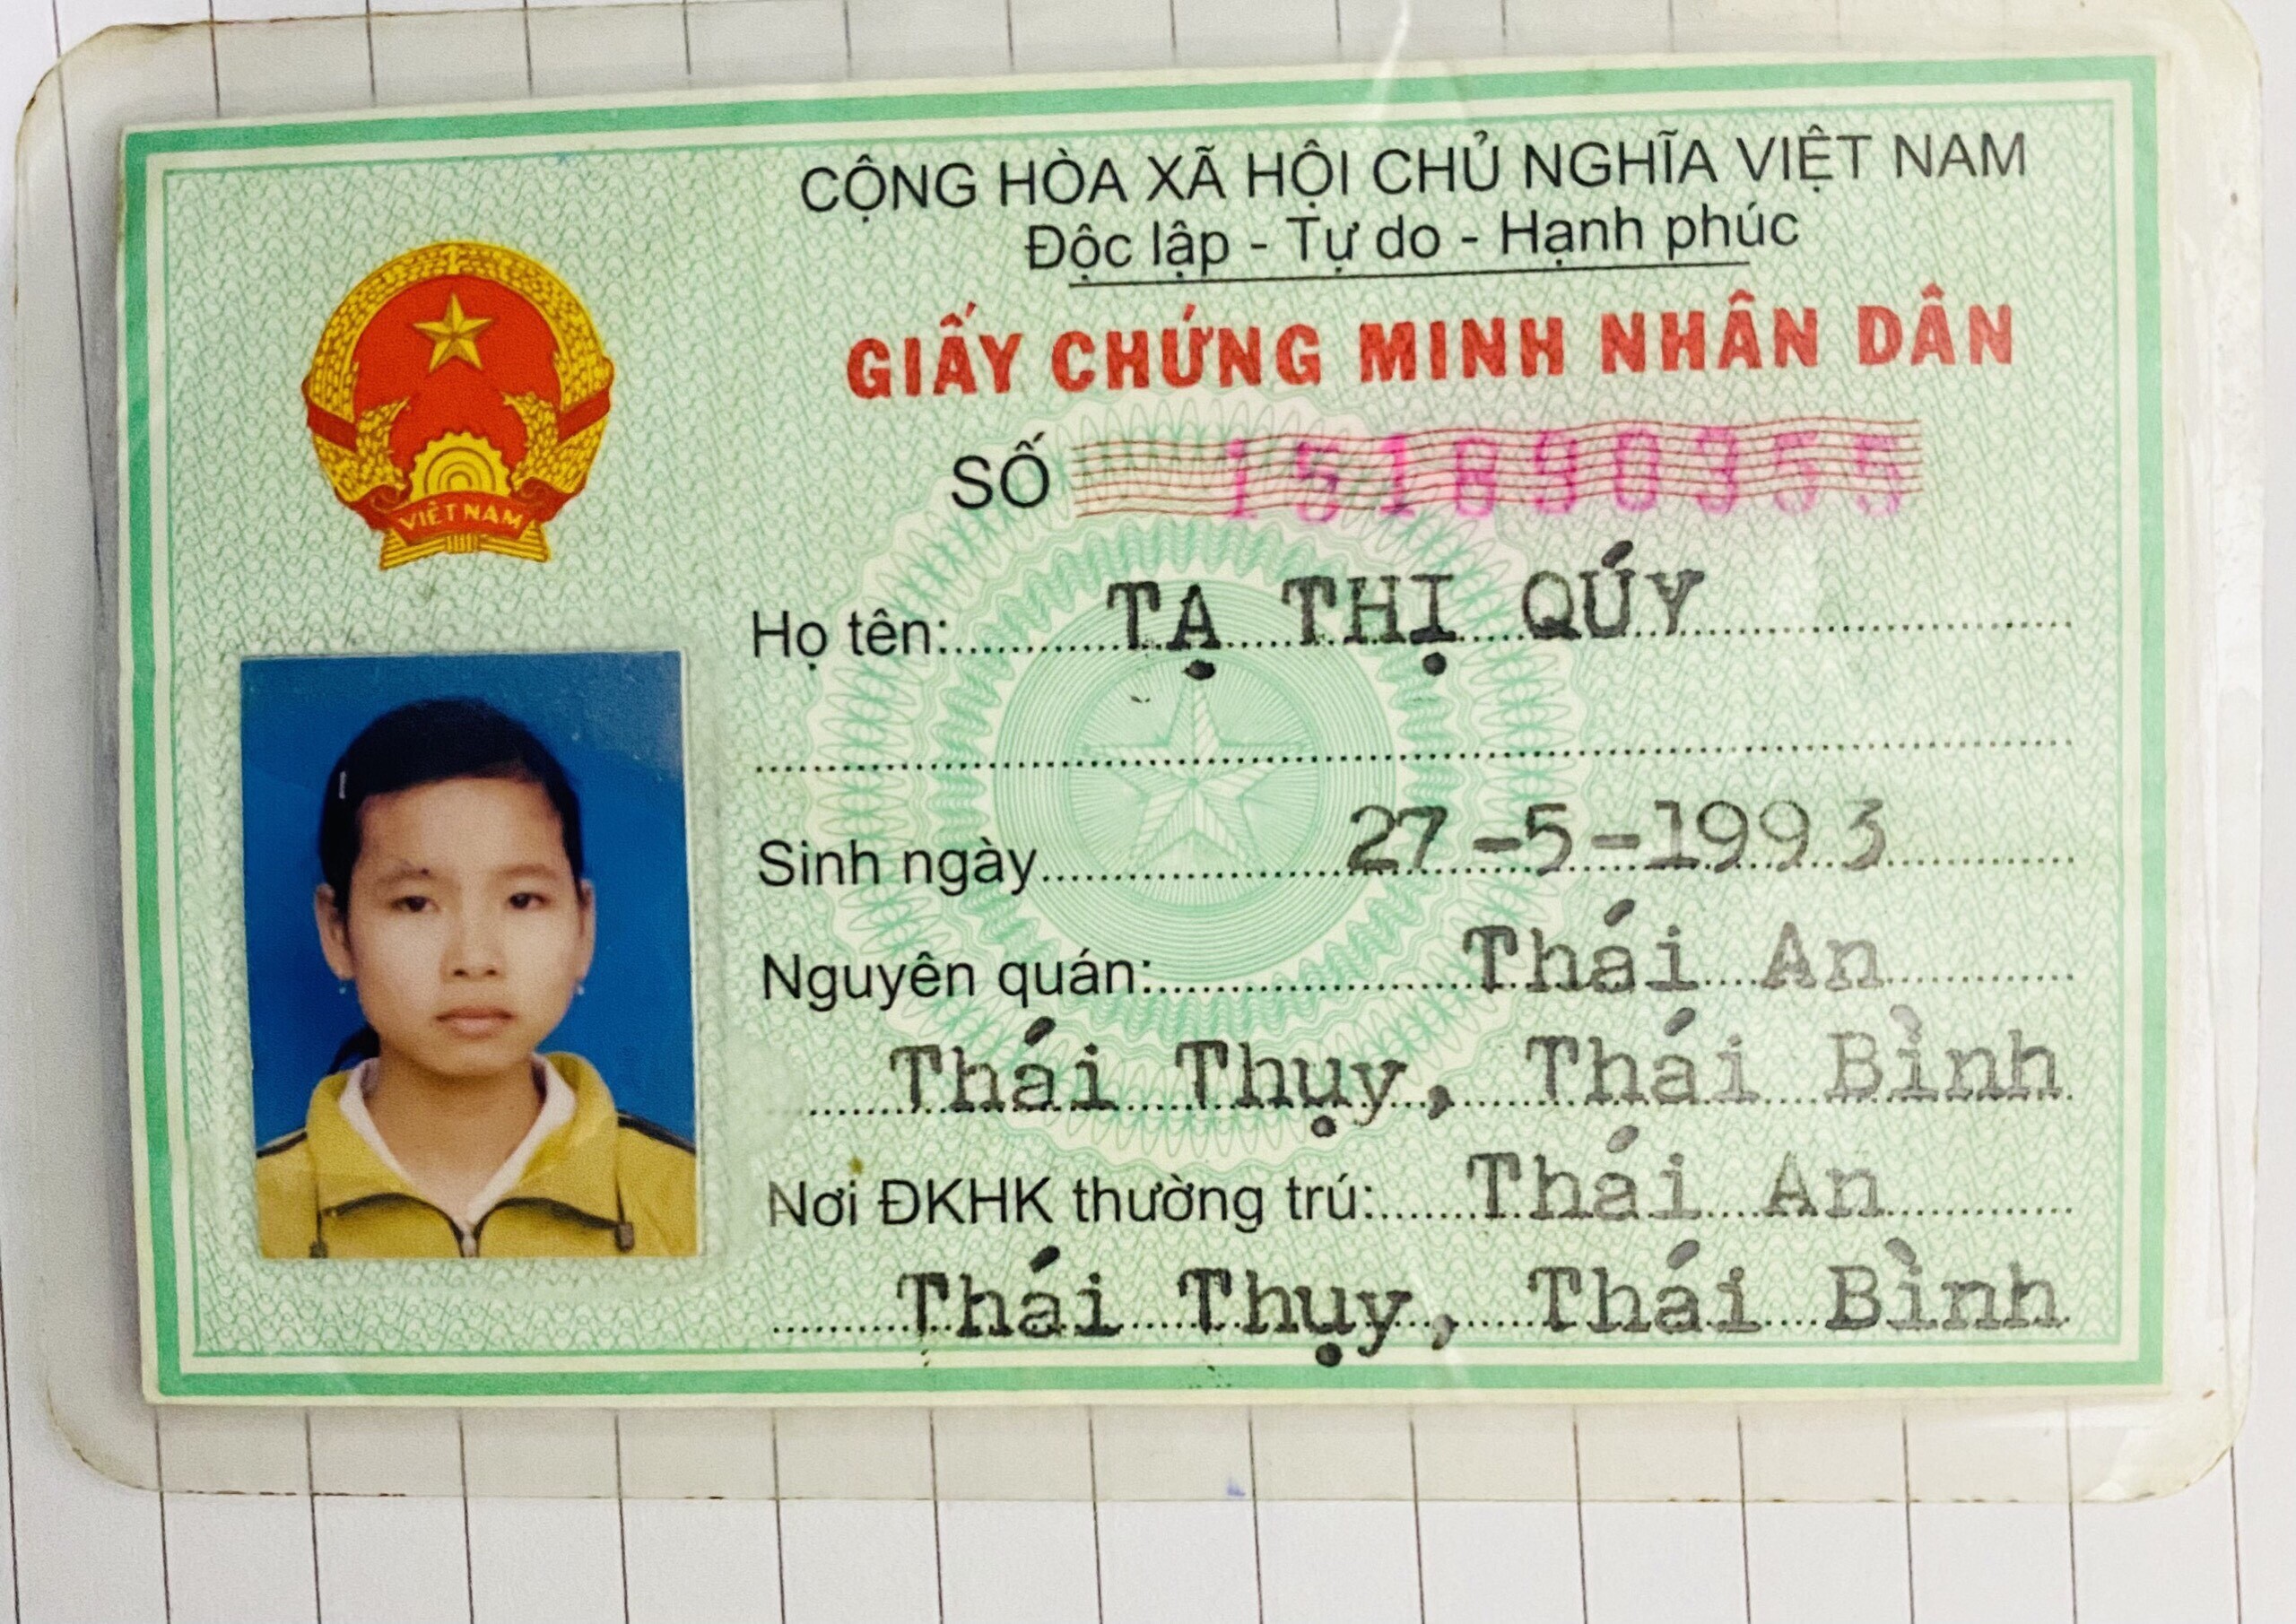 CỘNG HÒA XÃ HỘI CHỦ NGHĨA VIỆT NAM
Độc lập - Tự do - Hạnh phúc
GIẤY CHỨNG MINH NHÂN DÂN
SỐ 151890355
VIỆT NAM
Họ tên: TẠ THỊ QÚY
Sinh ngày 27-5-1993
Nguyên quán: Thái An
Thái Thụy, Thái Bình
Nơi ĐKHK thường trú: Thái An
Thái Thụy, Thái Bình